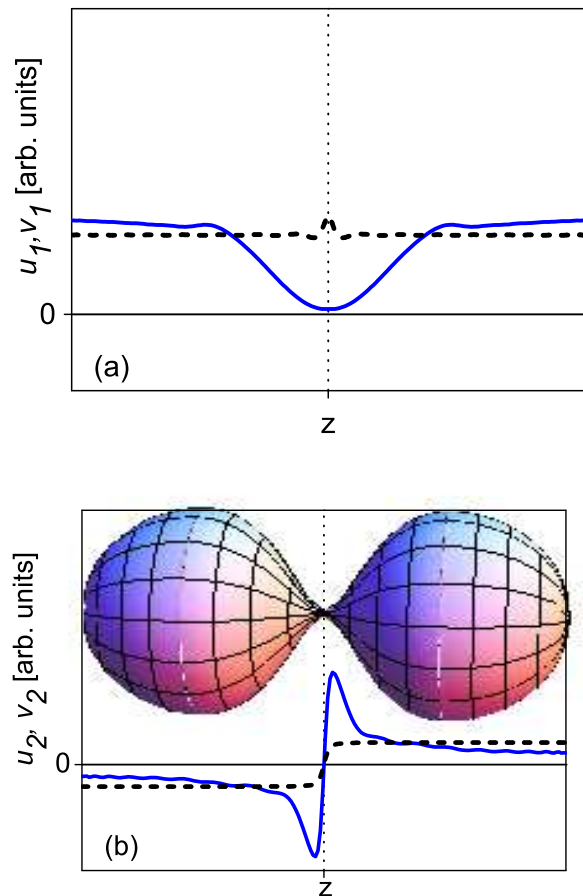 u1,v1 [arb. units]
0
(a)
z
u2, v2 [arb. units]
0
(b)
z